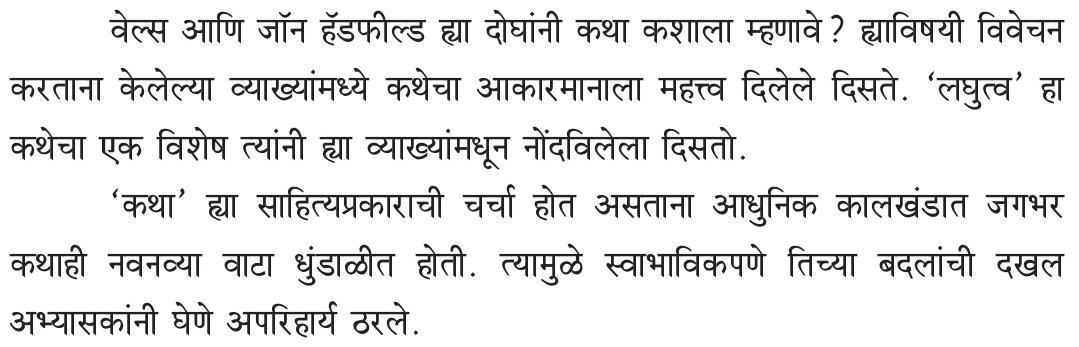 वेल्स आणि जॉन हॅडफील्ड ह्या दोघांनी कथा कशाला म्हणावे ? ह्याविषयी विवेचन
करताना केलेल्या व्याख्यांमध्ये कथेचा आकारमानाला महत्त्व दिलेले दिसते. ‘लघुत्व’ हा
कथेचा एक विशेष त्यांनी ह्या व्याख्यांमधून नोंदविलेला दिसतो.
‘कथा’ ह्या साहित्यप्रकाराची चर्चा होत असताना आधुनिक कालखंडात जगभर
कथाही नवनव्या वाटा धुंडाळीत होती. त्यामुळे स्वाभाविकपणे तिच्या बदलांची दखल
अभ्यासकांनी घेणे अपरिहार्य ठरले.